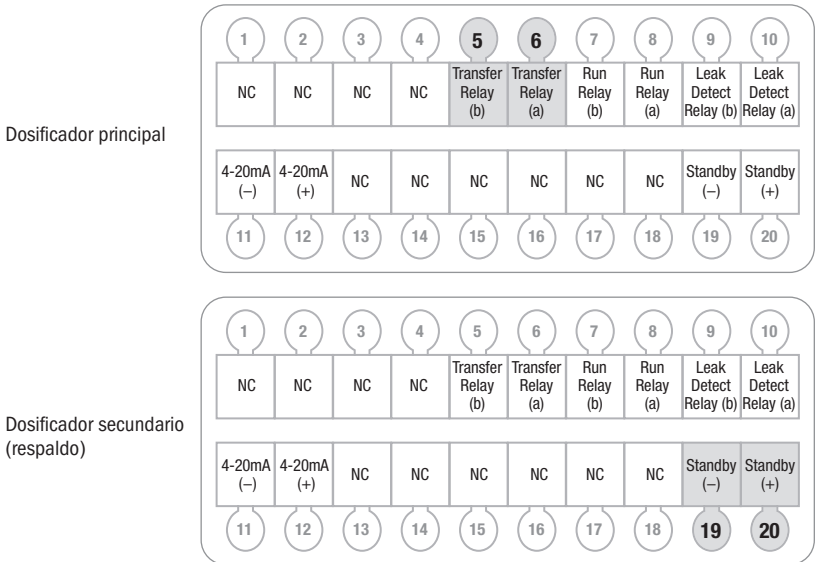 1 2 3 4 5 6 7 8 9 10
NC NC NC NC Transfer Relay (b) Transfer Relay (a) Run Relay (b) Run Relay (a) Leak Detect Relay (b) Leak Detect Relay (a)
Dosificador principal
4-20mA (–) 4-20mA (+) NC NC NC NC NC NC Standby (–) Standby (+)
11 12 13 14 15 16 17 18 19 20
1 2 3 4 5 6 7 8 9 10
NC NC NC NC Transfer Relay (b) Transfer Relay (a) Run Relay (b) Run Relay (a) Leak Detect Relay (b) Leak Detect Relay (a)
Dosificador secundario
(respaldo)
4-20mA (–) 4-20mA (+) NC NC NC NC NC NC Standby (–) Standby (+)
11 12 13 14 15 16 17 18 19 20